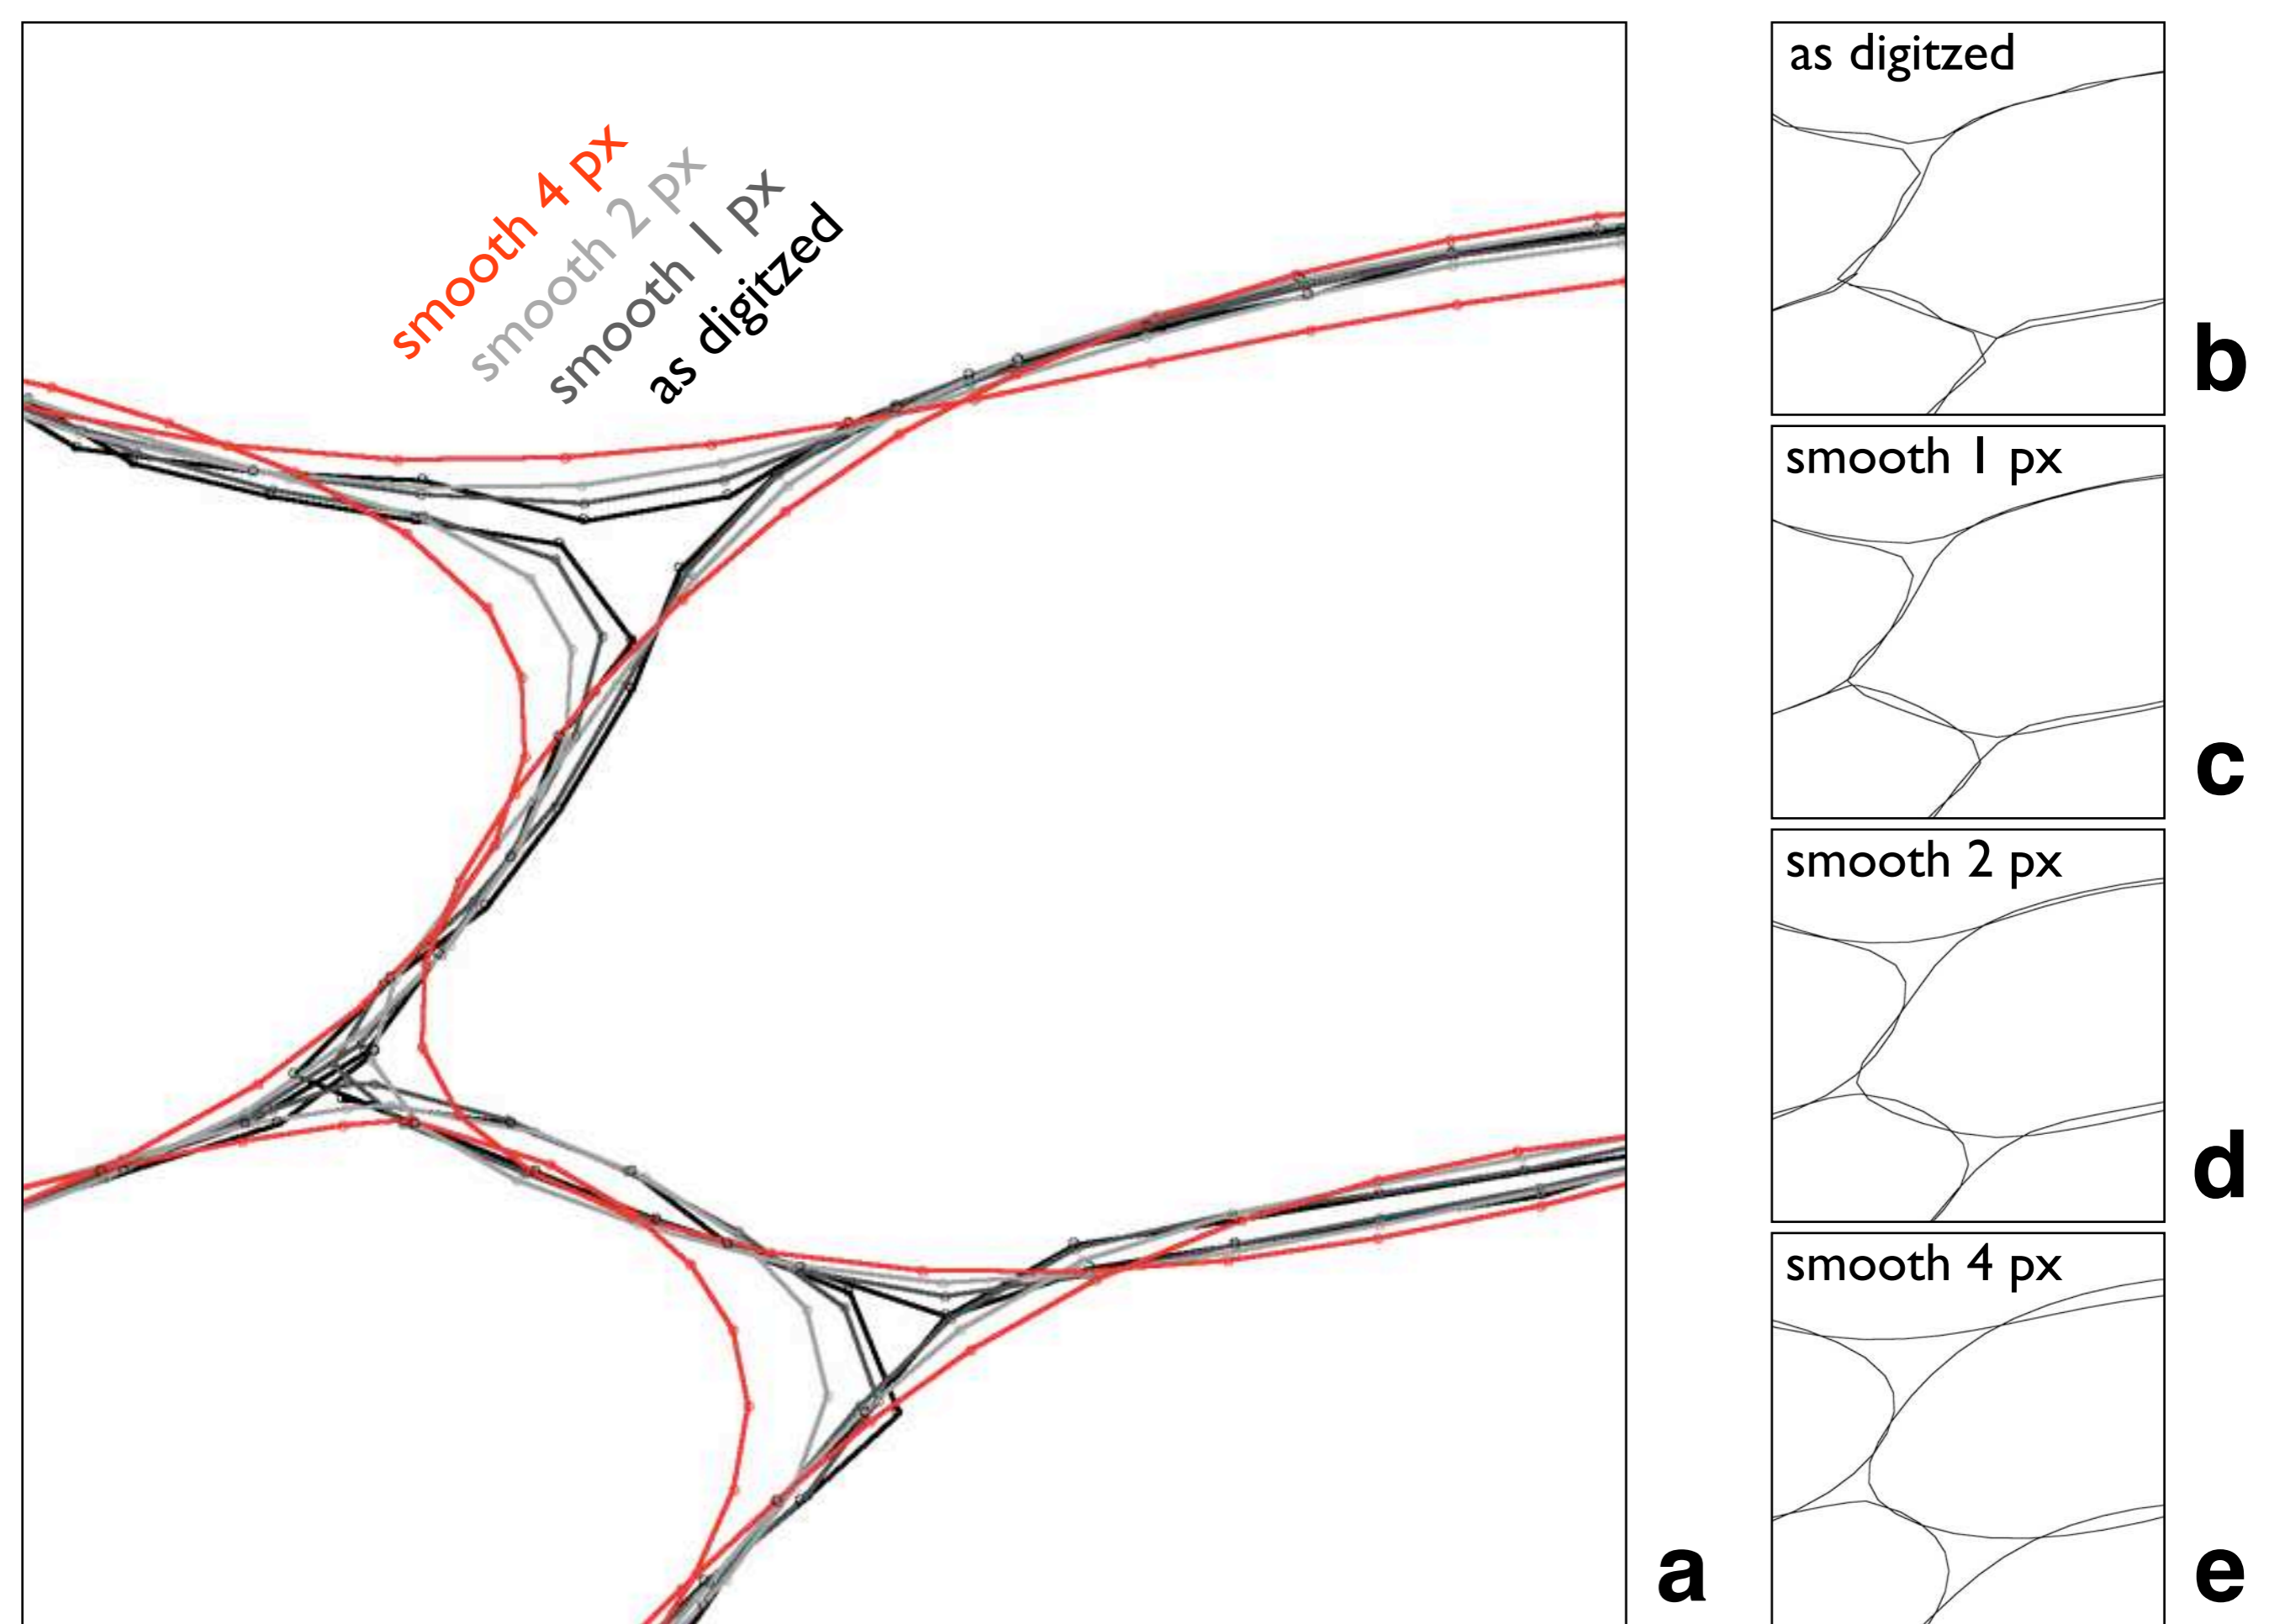 smooth 4 px
smooth 2 px
smooth 1 px
as digitzed
a
as digitzed
b
smooth 1 px
c
smooth 2 px
d
smooth 4 px
e